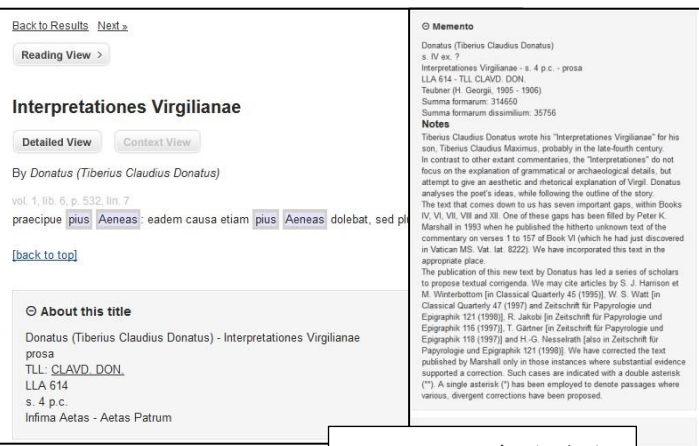 Back to Results Next »
Reading View >
Interpretationes Virgilianae
Detailed View Context View
By Donatus (Tiberius Claudius Donatus)
vol. 1, lib. 6, p. 532, lin. 7
praecipue pius Aeneas : eadem causa etiam pius Aeneas dolebat, sed
[back to top]
⊝ About this title
Donatus (Tiberius Claudius Donatus) - Interpretationes Virgilianae
prosa
TLL: CLAVD. DON.
LLA 614
s. 4 p.c.
Infima Aetas - Aetas Patrum
⊝ Memento
Donatus (Tiberius Claudius Donatus)
s. IV ex. ?
Interpretationes Virgilianae - s. 4 p.c. - prosa
LLA 614 - TLL CLAVD. DON.
Teubner (H. Georgii, 1905 - 1906)
Summa formarum: 314650
Summa formarum dissimilium: 35756
Notes
Tiberius Claudius Donatus wrote his "Interpretationes Virgilianae" for his
son, Tiberius Claudius Maximus, probably in the late-fourth century.
In contrast to other extant commentaries, the "Interpretationes" do not
focus on the explanation of grammatical or archaeological details, but
attempt to give an aesthetic and rhetorical explanation of Virgil. Donatus
analyses the poet's ideas, while following the outline of the story.
The text that comes down to us has seven important gaps, within Books
IV, VI, VII, VIII and XII. One of these gaps has been filled by Peter K.
Marshall in 1993 when he published the hitherto unknown text of the
commentary on verses 1 to 157 of Book VI (which he had just discovered
in Vatican MS. Vat. lat. 8222). We have incorporated this text in the
appropriate place.
The publication of this new text by Donatus has led a series of scholars
to propose textual corrigenda. We may cite articles by S. J. Harrison et
M. Winterbottom [in Classical Quarterly 45 (1995)], W. S. Watt [in
Classical Quarterly 47 (1997) and Zeitschrift für Papyrologie und
Epigraphik 121 (1998)], R. Jakobi [in Zeitschrift für Papyrologie und
Epigraphik 116 (1997)], T. Gärtner [in Zeitschrift für Papyrologie und
Epigraphik 118 (1997)] and H.-G. Nesselrath [also in Zeitschrift für
Papyrologie und Epigraphik 121 (1998)]. We have corrected the text
published by Marshall only in those instances where substantial evidence
supported a correction. Such cases are indicated with a double asterisk
(**). A single asterisk (*) has been employed to denote passages where
various, divergent corrections have been proposed.